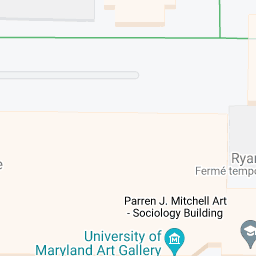 Ryan
Fermé tempo
e
Parren J. Mitchell Art
- Sociology Building
University of
Maryland Art Gallery